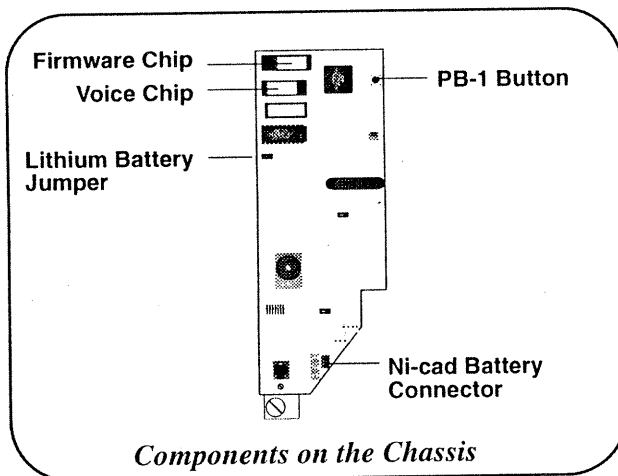 Firmware Chip
Voice Chip
PB-1 Button
Lithium Battery
Jumper
Ni-cad Battery
Connector
Components on the Chassis